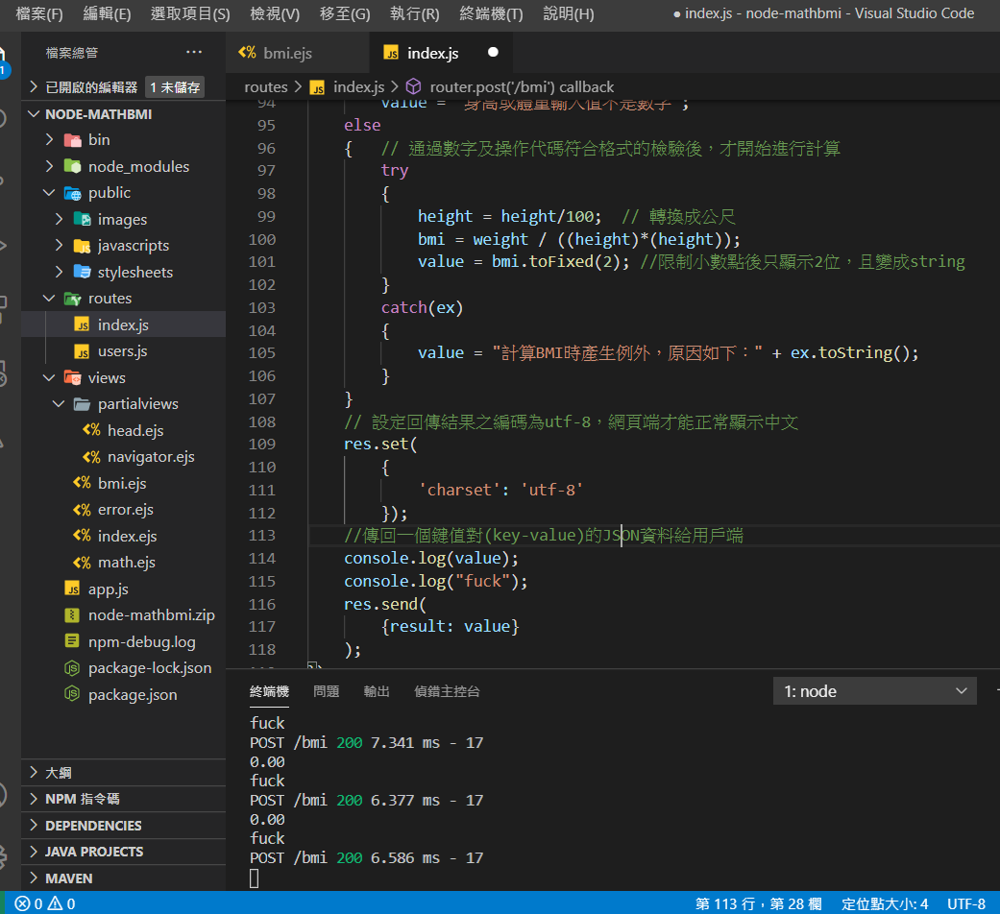 檔案(F) 編輯(E) 選取項目(S) 檢視(V) 移至(G) 執行(R) 終端機(T) 說明(H) ● index.js - node-mathbmi - Visual Studio Code
檔案總管 ···
1
已開啟的編輯器 1 未儲存
NODE-MATHBMI
bin
node_modules
public
images
javascripts
stylesheets
routes
index.js
users.js
views
partialviews
head.ejs
navigator.ejs
bmi.ejs
error.ejs
index.ejs
math.ejs
app.js
node-mathbmi.zip
npm-debug.log
package-lock.json
package.json
大綱
NPM 指令碼
DEPENDENCIES
JAVA PROJECTS
MAVEN
bmi.ejs index.js
routes > index.js > router.post('/bmi') callback
94 value = "身高或體重輸入值不是數字";
95 else
96 { // 通過數字及操作代碼符合格式的檢驗後，才開始進行計算
97 try
98 {
99 height = height/100; // 轉換成公尺
100 bmi = weight / ((height)*(height));
101 value = bmi.toFixed(2); //限制小數點後只顯示2位，且變成string
102 }
103 catch(ex)
104 {
105 value = "計算BMI時產生例外，原因如下：" + ex.toString();
106 }
107 }
108 // 設定回傳結果之編碼為utf-8，網頁端才能正常顯示中文
109 res.set(
110 {
111 'charset': 'utf-8'
112 });
113 //傳回一個鍵值對(key-value)的JSON資料給用戶端
114 console.log(value);
115 console.log("fuck");
116 res.send(
117 {result: value}
118 );
終端機 問題 輸出 偵錯主控台 1: node
fuck
POST /bmi 200 7.341 ms - 17
0.00
fuck
POST /bmi 200 6.377 ms - 17
0.00
fuck
POST /bmi 200 6.586 ms - 17
0 0 第 113 行，第 28 欄 定位點大小: 4 UTF-8